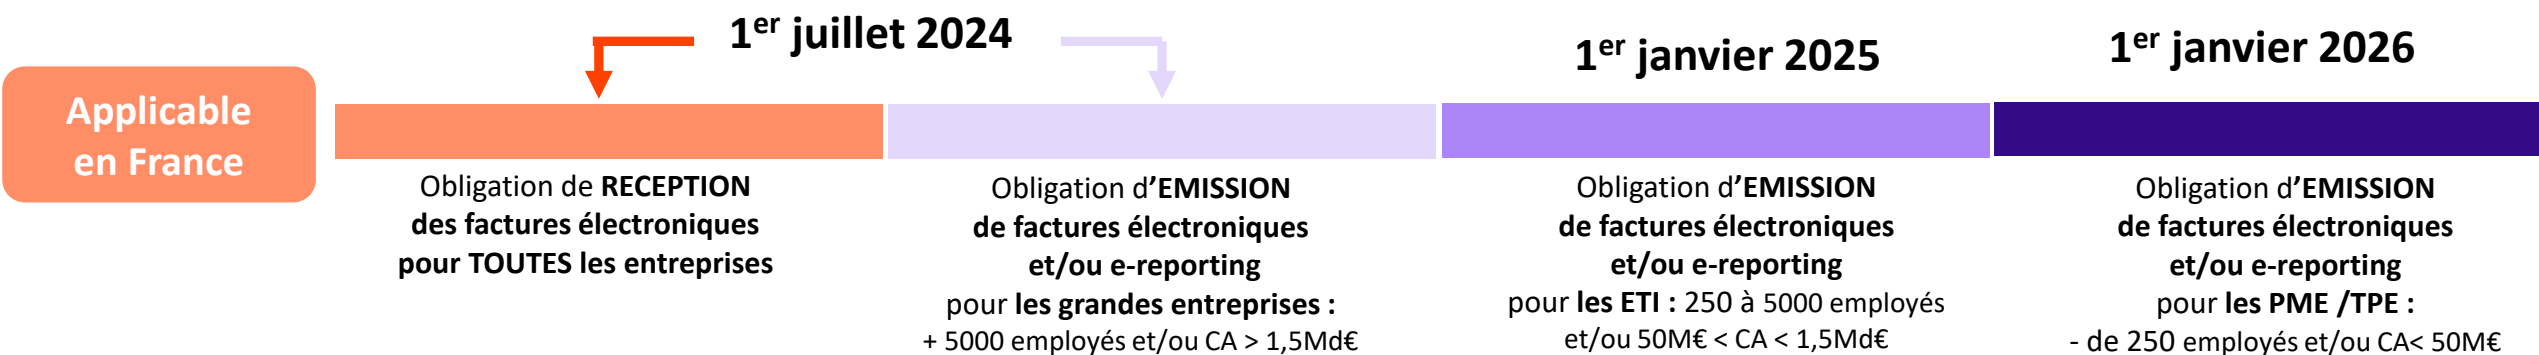 Applicable
en France
1er juillet 2024
Obligation de RECEPTION
des factures électroniques
pour TOUTES les entreprises
Obligation d'EMISSION
de factures électroniques
et/ou e-reporting
pour les grandes entreprises :
+ 5000 employés et/ou CA > 1,5Md€
1er janvier 2025
Obligation d'EMISSION
de factures électroniques
et/ou e-reporting
pour les ETI : 250 à 5000 employés
et/ou 50M€ < CA < 1,5Md€
1er janvier 2026
Obligation d'EMISSION
de factures électroniques
et/ou e-reporting
pour les PME /TPE :
- de 250 employés et/ou CA< 50M€